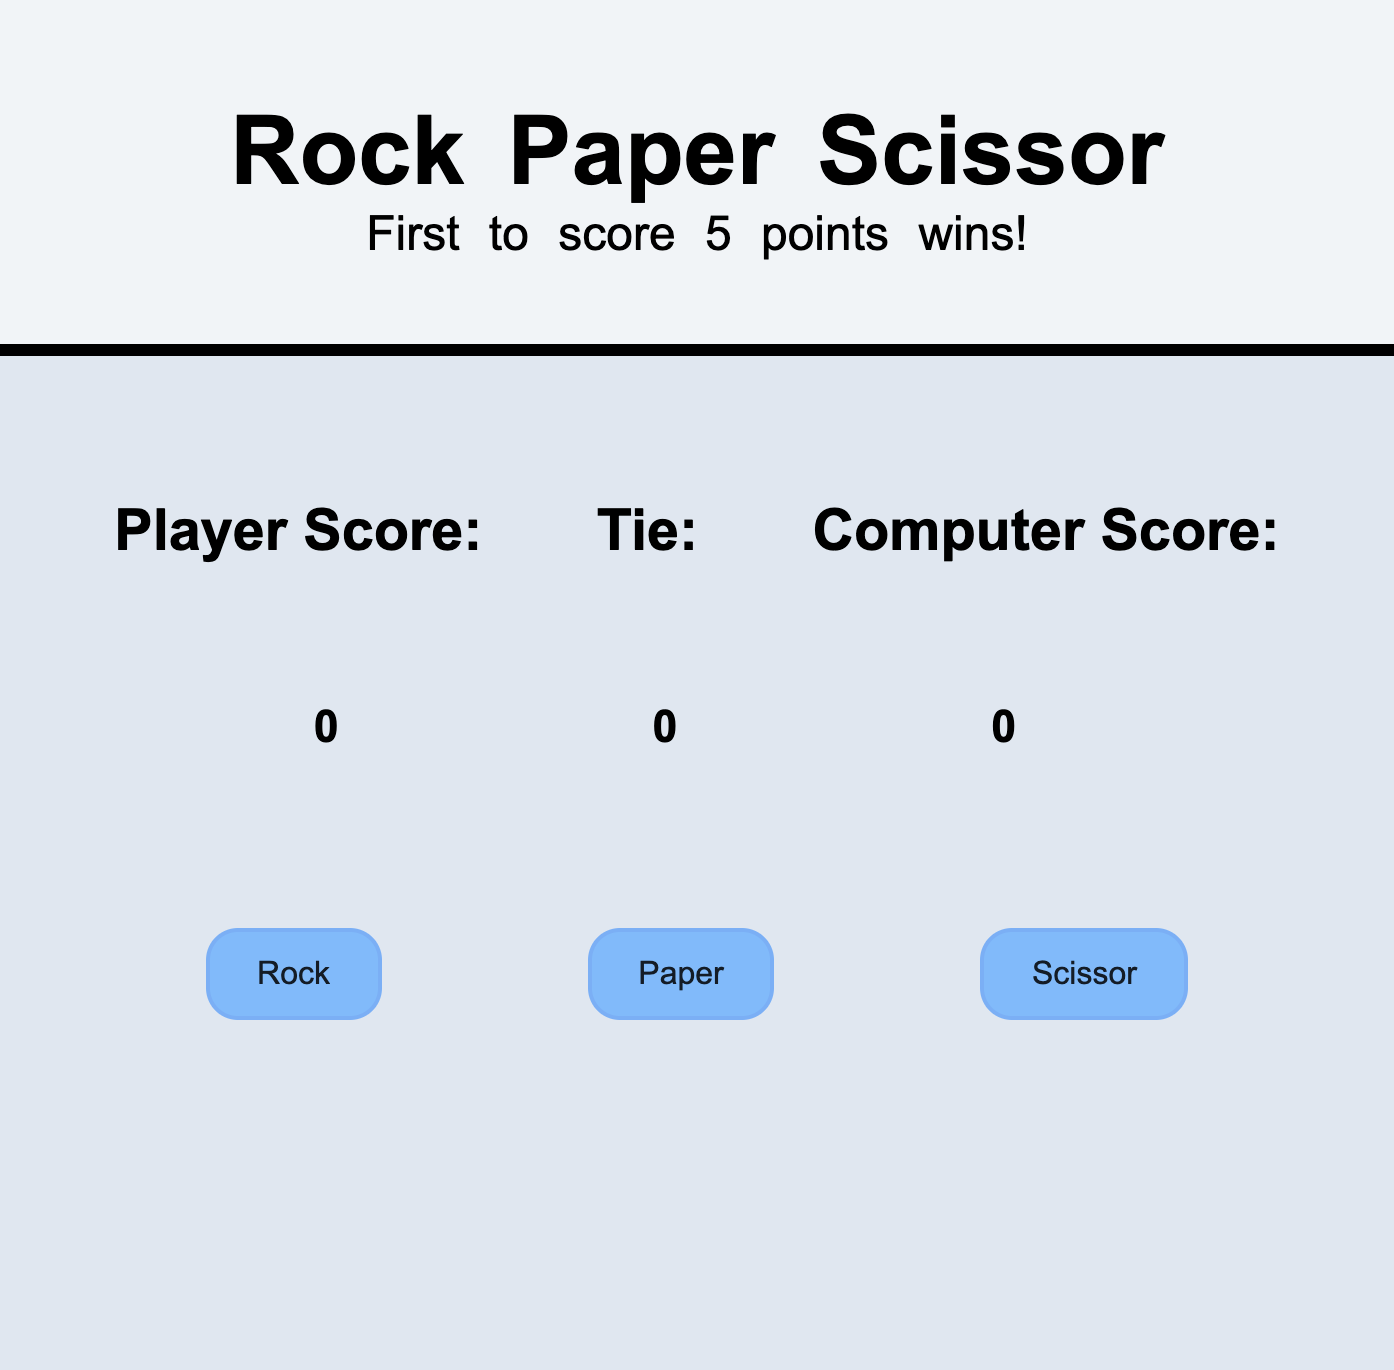 Rock Paper Scissor
First to score 5 points wins!
Player Score: Tie: Computer Score:
0 0 0
Rock Paper Scissor